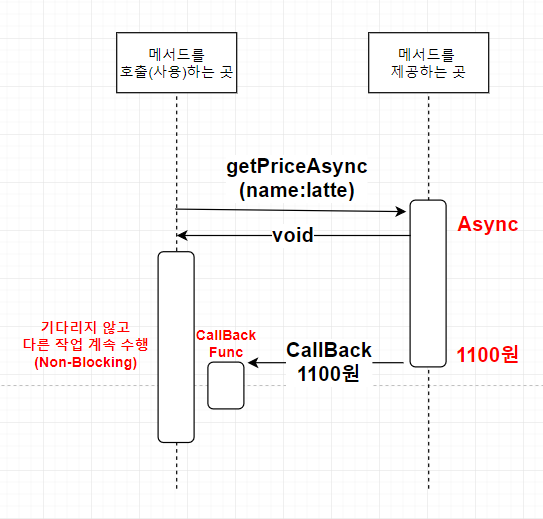 메서드를
호출(사용)하는 곳
메서드를
제공하는 곳
getPriceAsync
(name:latte)
Async
void
기다리지 않고
다른 작업 계속 수행
(Non-Blocking)
CallBack
Func
CallBack
1100원
1100원